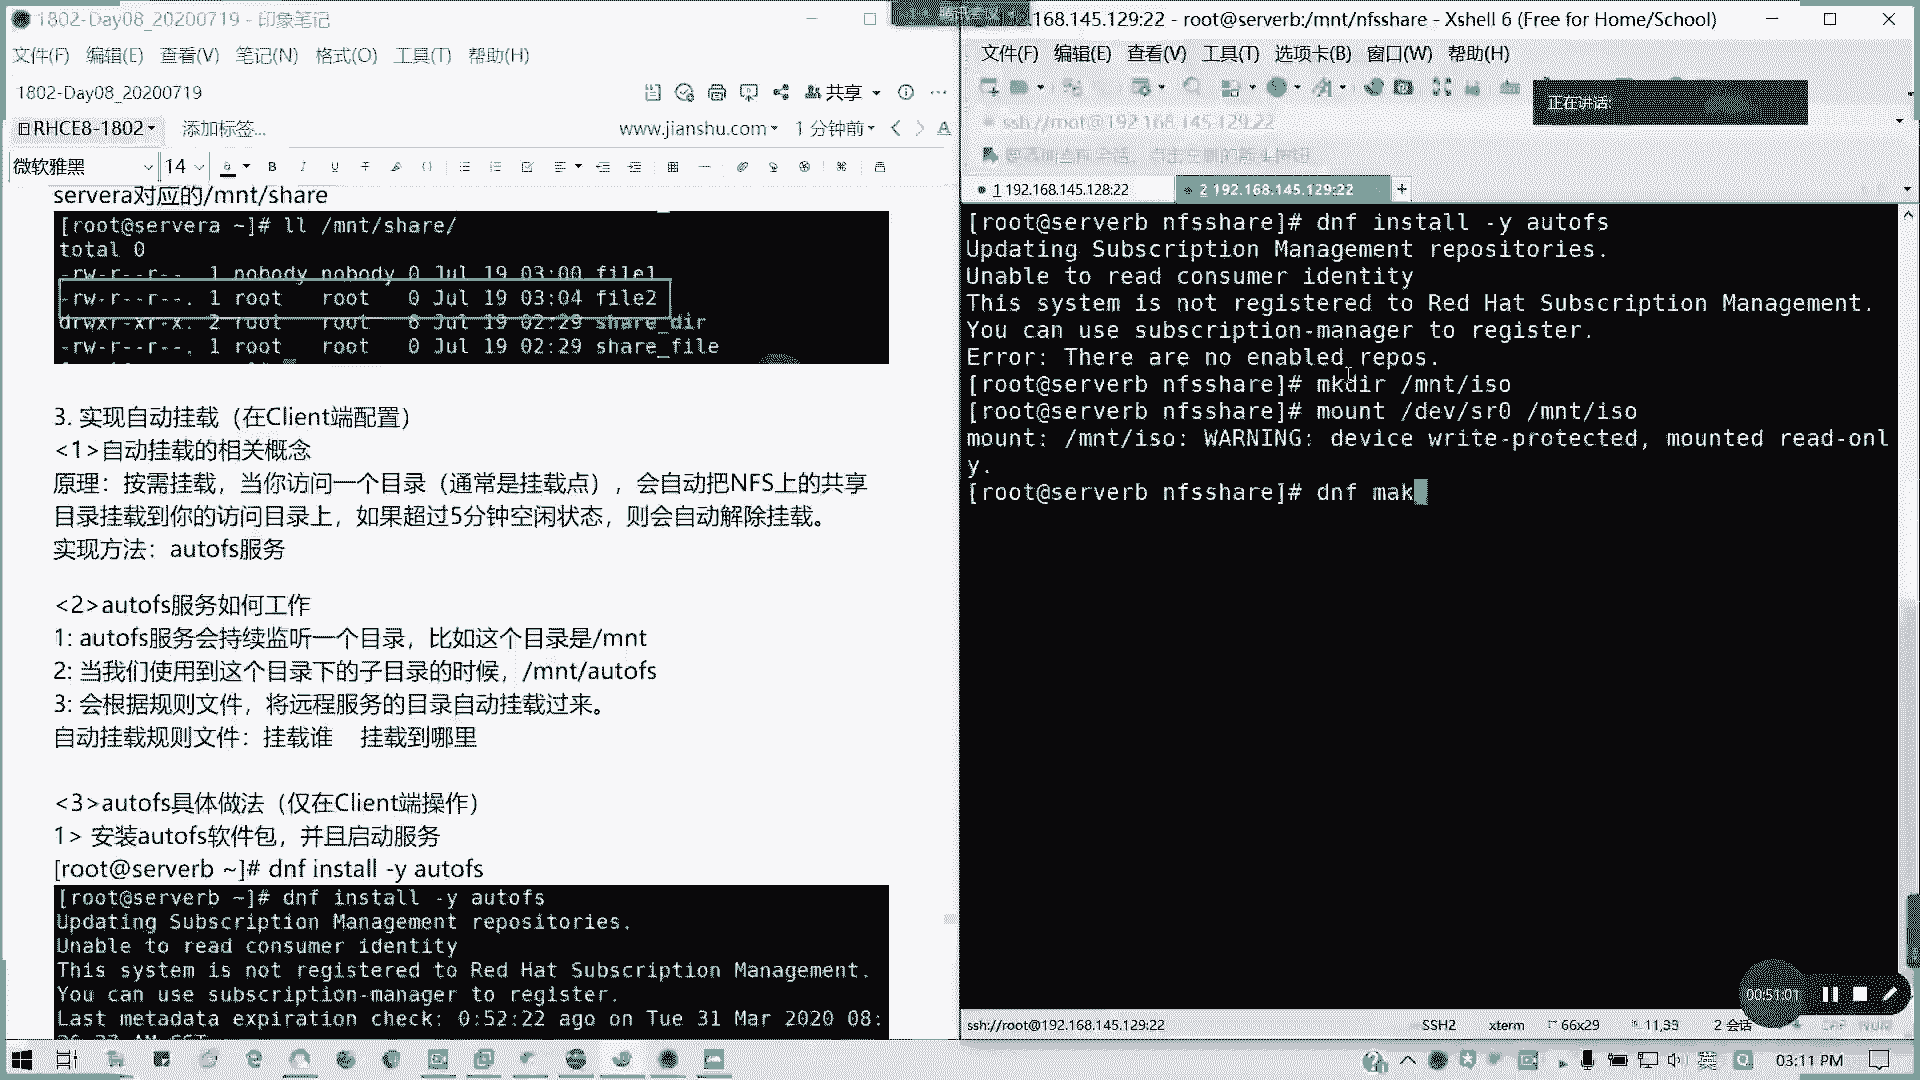 1802-Day08_20200719 - 印象笔记
文件(F) 编辑(E) 查看(V) 笔记(N) 格式(O) 工具(T) 帮助(H)
1802-Day08_20200719
共享
RHCE8-1802
添加标签...
www.jianshu.com
1 分钟前
微软雅黑
14
servera对应的/mnt/share
[root@servera ~]# ll /mnt/share/
total 0
-rw-r--r--. 1 nobody nobody 0 Jul 19 03:00 file1
-rw-r--r--. 1 root root 0 Jul 19 03:04 file2
drwxr-xr-x. 2 root root 6 Jul 19 02:29 share_dir
-rw-r--r--. 1 root root 0 Jul 19 02:29 share_file
3. 实现自动挂载（在Client端配置）
<1>自动挂载的相关概念
原理：按需挂载，当你访问一个目录（通常是挂载点），会自动把NFS上的共享
目录挂载到你的访问目录上，如果超过5分钟空闲状态，则会自动解除挂载。
实现方法：autofs服务
<2>autofs服务如何工作
1: autofs服务会持续监听一个目录，比如这个目录是/mnt
2: 当我们使用到这个目录下的子目录的时候，/mnt/autofs
3: 会根据规则文件，将远程服务的目录自动挂载过来。
自动挂载规则文件：挂载谁 挂载到哪里
<3>autofs具体做法（仅在Client端操作）
1> 安装autofs软件包，并且启动服务
[root@serverb ~]# dnf install -y autofs
[root@serverb ~]# dnf install -y autofs
Updating Subscription Management repositories.
Unable to read consumer identity
This system is not registered to Red Hat Subscription Management.
You can use subscription-manager to register.
Last metadata expiration check: 0:52:22 ago on Tue 31 Mar 2020 08:
.168.145.129:22 - root@serverb:/mnt/nfsshare - Xshell 6 (Free for Home/School)
文件(F) 编辑(E) 查看(V) 工具(T) 选项卡(B) 窗口(W) 帮助(H)
正在讲话:
ssh://root@192.168.145.129:22
1 192.168.145.128:22
2 192.168.145.129:22
[root@serverb nfsshare]# dnf install -y autofs
Updating Subscription Management repositories.
Unable to read consumer identity
This system is not registered to Red Hat Subscription Management.
You can use subscription-manager to register.
Error: There are no enabled repos.
[root@serverb nfsshare]# mkdir /mnt/iso
[root@serverb nfsshare]# mount /dev/sr0 /mnt/iso
mount: /mnt/iso: WARNING: device write-protected, mounted read-onl
y.
[root@serverb nfsshare]# dnf mak
00:51:01
ssh://root@192.168.145.129:22
SSH2
xterm
66x29
11,33
2 会话
英
03:11 PM